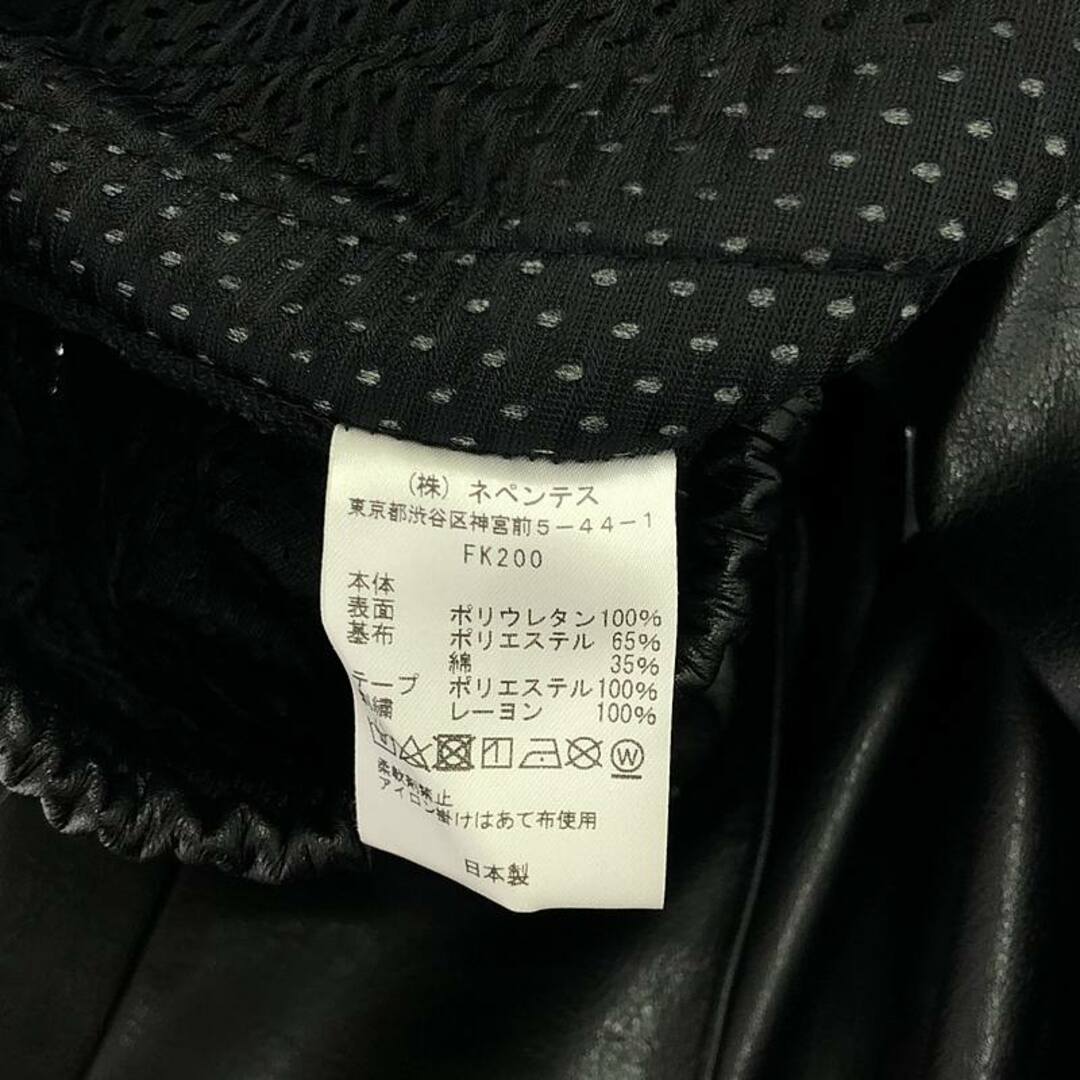 (株) ネペンテス
東京都渋谷区神宮前5-44-1
FK200
本体
表面 ポリウレタン100%
基布 ポリエステル 65%
綿 35%
テープ ポリエステル100%
繍 レーヨン 100%
W
柔軟剤禁止
アイロン掛けはあて布使用
日本製